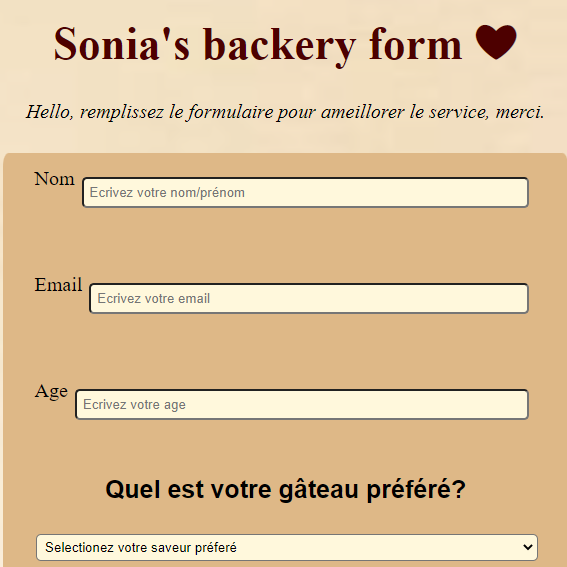 Sonia's backery form ♥
Hello, remplissez le formulaire pour ameillorer le service, merci.
Nom
Ecrivez votre nom/prénom
Email
Ecrivez votre email
Age
Ecrivez votre age
Quel est votre gâteau préféré?
Selectionez votre saveur préferé